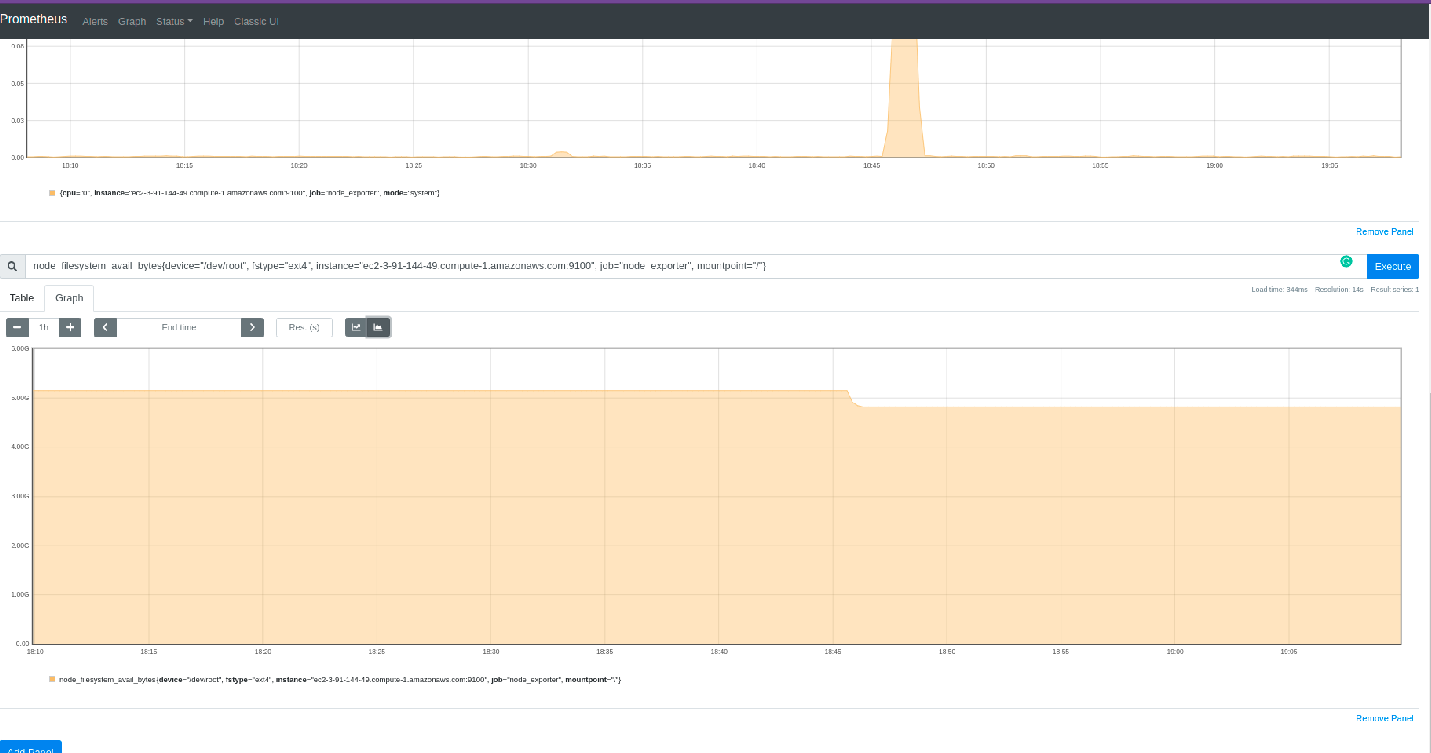 Prometheus Alerts Graph Status Help Classic UI
0.08
0.05
0.03
0.00
18:10 18:15 18:20 18:25 18:30 18:35 18:40 18:45 18:50 18:55 19:00 19:05
{cpu="0", instance="ec2-3-91-144-49.compute-1.amazonaws.com:9100", job="node_exporter", mode="system"}
Remove Panel
node_filesystem_avail_bytes{device="/dev/root", fstype="ext4", instance="ec2-3-91-144-49.compute-1.amazonaws.com:9100", job="node_exporter", mountpoint="/"}
Execute
Table Graph
Load time: 344ms Resolution: 14s Result series: 1
1h End time Res. (s)
6.00G
5.00G
4.00G
3.00G
2.00G
1.00G
0.00
18:10 18:15 18:20 18:25 18:30 18:35 18:40 18:45 18:50 18:55 19:00 19:05
node_filesystem_avail_bytes{device="/dev/root", fstype="ext4", instance="ec2-3-91-144-49.compute-1.amazonaws.com:9100", job="node_exporter", mountpoint="/"}
Remove Panel
Add Panel